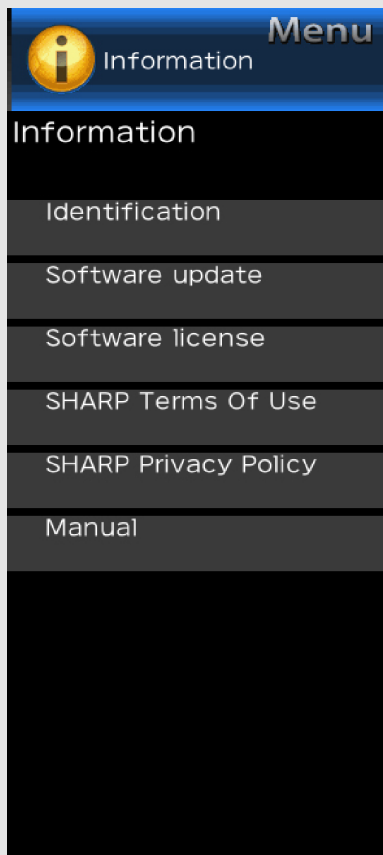 Menu
Information
Information
Identification
Software update
Software license
SHARP Terms Of Use
SHARP Privacy Policy
Manual